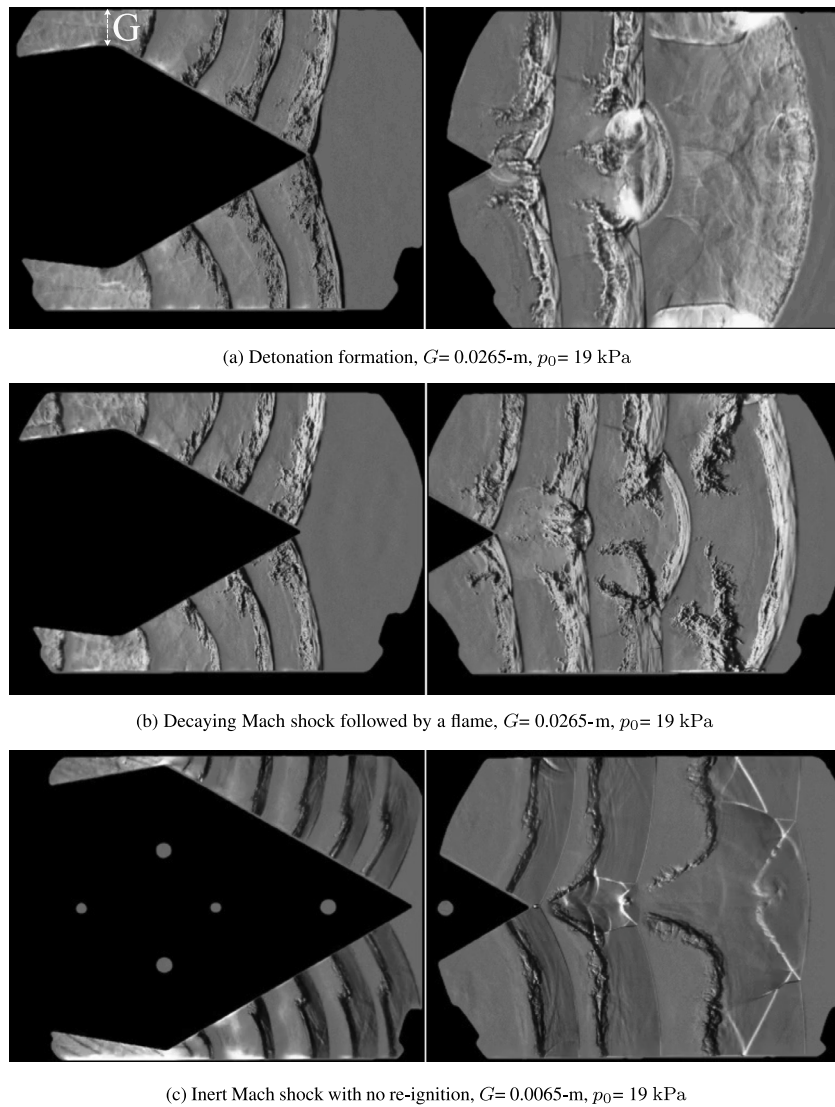 G
(a) Detonation formation, G= 0.0265-m, p0= 19 kPa
(b) Decaying Mach shock followed by a flame, G= 0.0265-m, p0= 19 kPa
(c) Inert Mach shock with no re-ignition, G= 0.0065-m, p0= 19 kPa